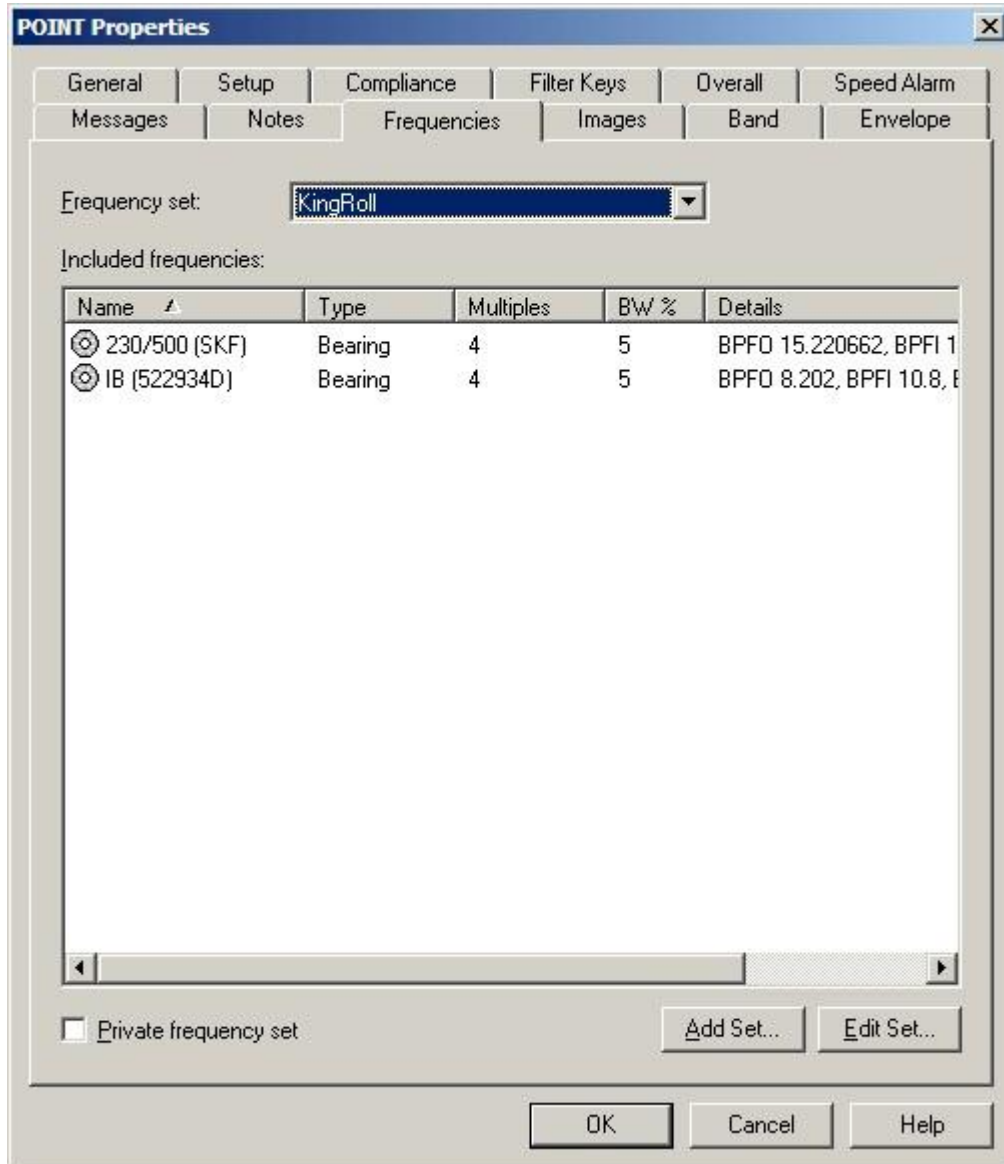 POINT Properties
General Setup Compliance Filter Keys Overall Speed Alarm
Messages Notes Frequencies Images Band Envelope
Frequency set: KingRoll
Included frequencies:
Name Type Multiples BW % Details
230/500 (SKF) Bearing 4 5 BPFO 15.220662, BPFI 1
IB (522934D) Bearing 4 5 BPFO 8.202, BPFI 10.8,
Private frequency set Add Set... Edit Set...
OK Cancel Help